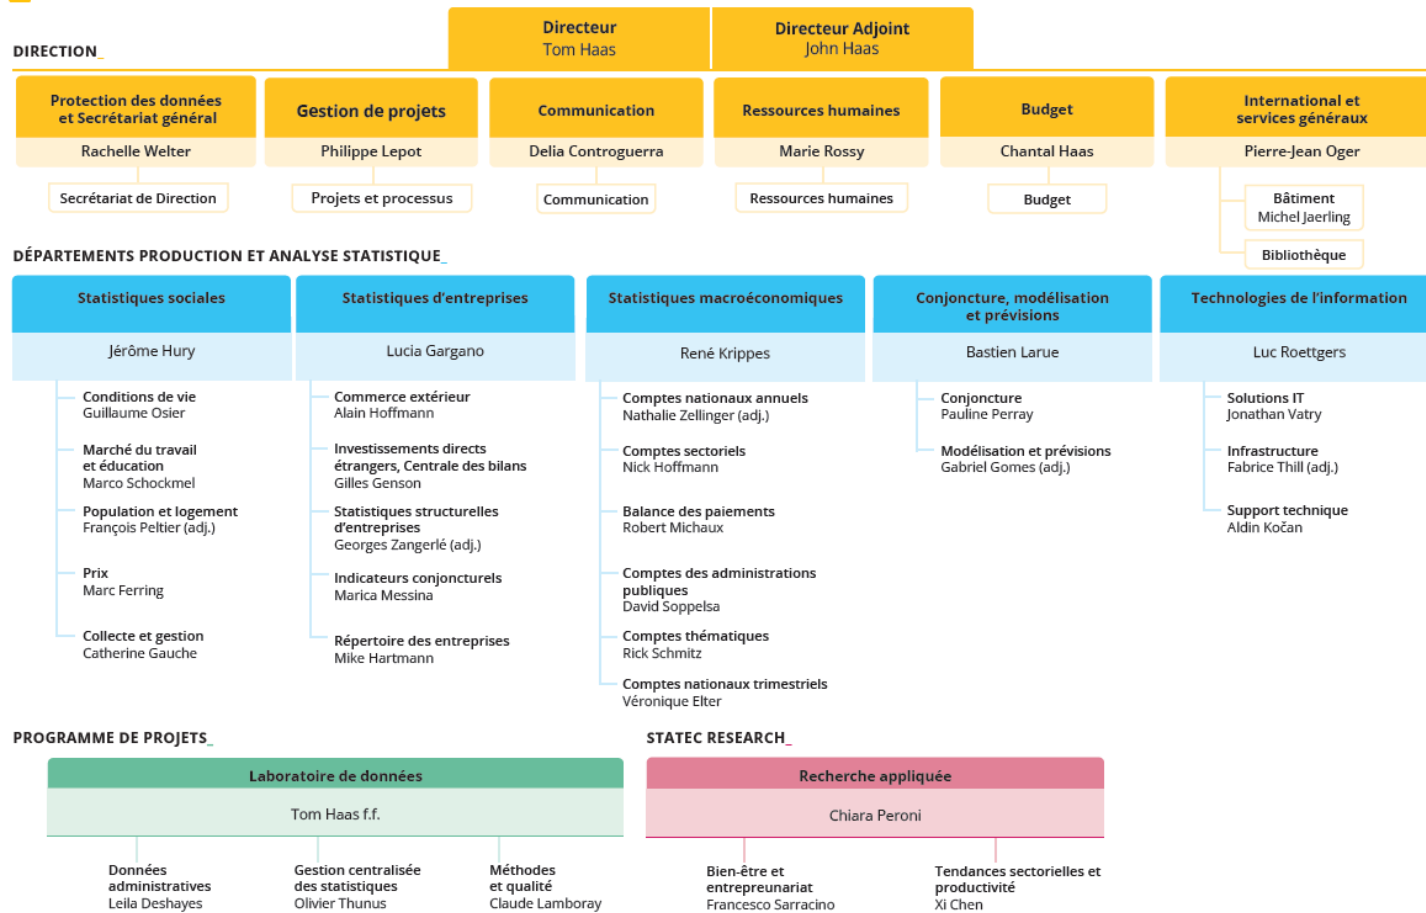 Directeur
Tom Haas
Directeur Adjoint
John Haas
DIRECTION_
Protection des données
et Secrétariat général
Rachelle Welter
Secrétariat de Direction
Gestion de projets
Philippe Lepot
Projets et processus
Communication
Delia Controguerra
Communication
Ressources humaines
Marie Rossy
Ressources humaines
Budget
Chantal Haas
Budget
International et
services généraux
Pierre-Jean Oger
Bâtiment
Michel Jaerling
Bibliothèque
DÉPARTEMENTS PRODUCTION ET ANALYSE STATISTIQUE_
Statistiques sociales
Jérôme Hury
Conditions de vie
Guillaume Osier
Marché du travail
et éducation
Marco Schockmel
Population et logement
François Peltier (adj.)
Prix
Marc Ferring
Collecte et gestion
Catherine Gauche
Statistiques d’entreprises
Lucia Gargano
Commerce extérieur
Alain Hoffmann
Investissements directs
étrangers, Centrale des bilans
Gilles Genson
Statistiques structurelles
d’entreprises
Georges Zangerlé (adj.)
Indicateurs conjoncturels
Marica Messina
Répertoire des entreprises
Mike Hartmann
Statistiques macroéconomiques
René Krippes
Comptes nationaux annuels
Nathalie Zellinger (adj.)
Comptes sectoriels
Nick Hoffmann
Balance des paiements
Robert Michaux
Comptes des administrations
publiques
David Soppelsa
Comptes thématiques
Rick Schmitz
Comptes nationaux trimestriels
Véronique Elter
Conjoncture, modélisation
et prévisions
Bastien Larue
Conjoncture
Pauline Perray
Modélisation et prévisions
Gabriel Gomes (adj.)
Technologies de l’information
Luc Roettgers
Solutions IT
Jonathan Vatry
Infrastructure
Fabrice Thill (adj.)
Support technique
Aldin Kočan
PROGRAMME DE PROJETS_
Laboratoire de données
Tom Haas f.f.
Données
administratives
Leila Deshayes
Gestion centralisée
des statistiques
Olivier Thunus
Méthodes
et qualité
Claude Lamboray
STATEC RESEARCH_
Recherche appliquée
Chiara Peroni
Bien-être et
entrepreunariat
Francesco Sarracino
Tendances sectorielles et
productivité
Xi Chen